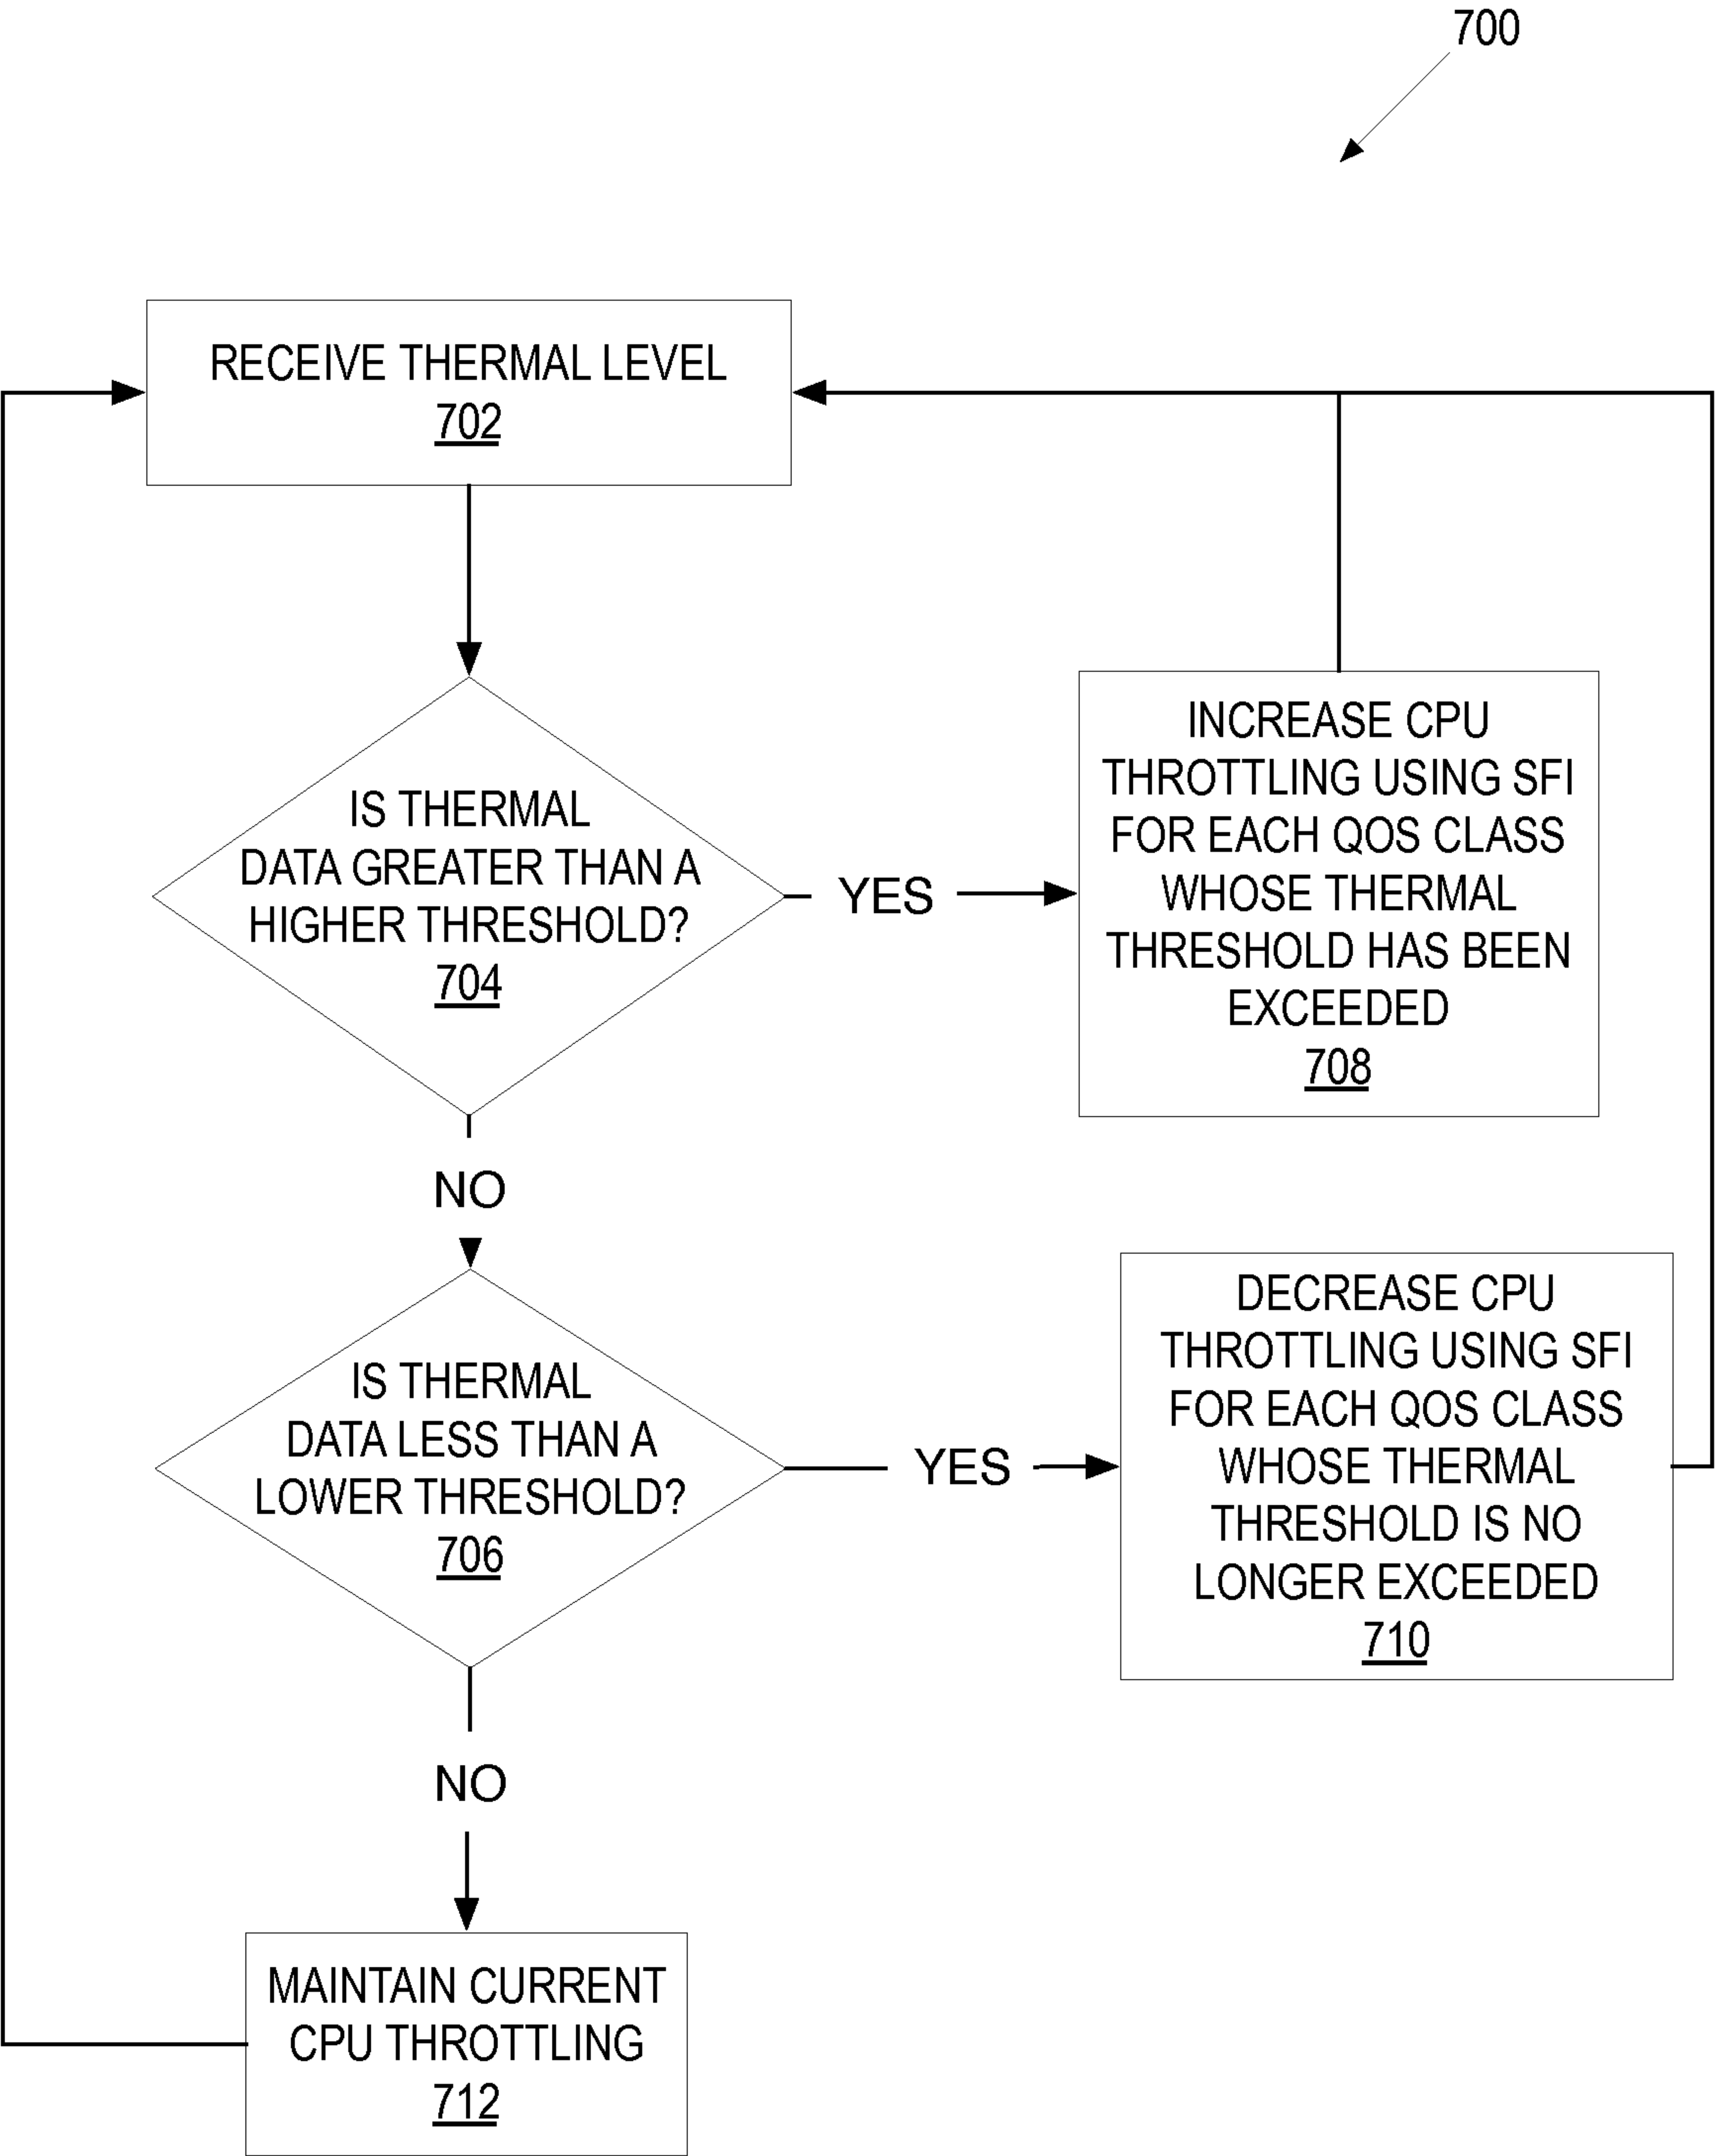 700
RECEIVE THERMAL LEVEL
702
IS THERMAL
DATA GREATER THAN A
HIGHER THRESHOLD?
704
YES
INCREASE CPU
THROTTLING USING SFI
FOR EACH QOS CLASS
WHOSE THERMAL
THRESHOLD HAS BEEN
EXCEEDED
708
NO
IS THERMAL
DATA LESS THAN A
LOWER THRESHOLD?
706
YES
DECREASE CPU
THROTTLING USING SFI
FOR EACH QOS CLASS
WHOSE THERMAL
THRESHOLD IS NO
LONGER EXCEEDED
710
NO
MAINTAIN CURRENT
CPU THROTTLING
712